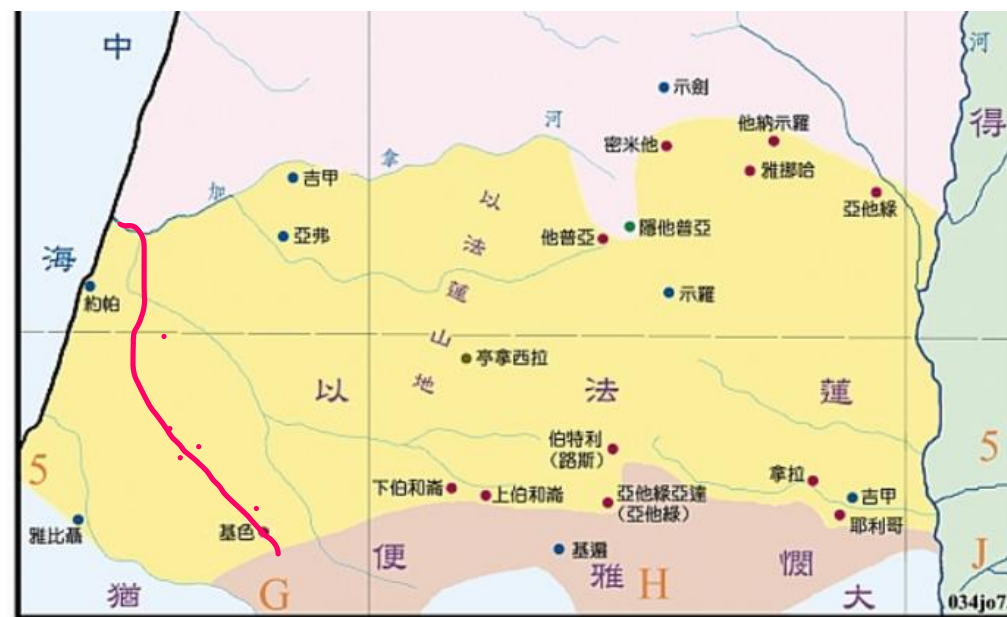 中
海
河
得
示劍
密米他
他納示羅
雅挪哈
亞他綠
河
拿
加
吉甲
亞弗
以
法
蓮
山
地
他普亞
隱他普亞
約帕
示羅
亭拿西拉
以
法
蓮
5
5
伯特利
(路斯)
拿拉
下伯和崙
上伯和崙
亞他綠亞達
(亞他綠)
吉甲
耶利哥
雅比聶
基色
便
雅
憫
基遍
猶
大
G
H
J
034jo7